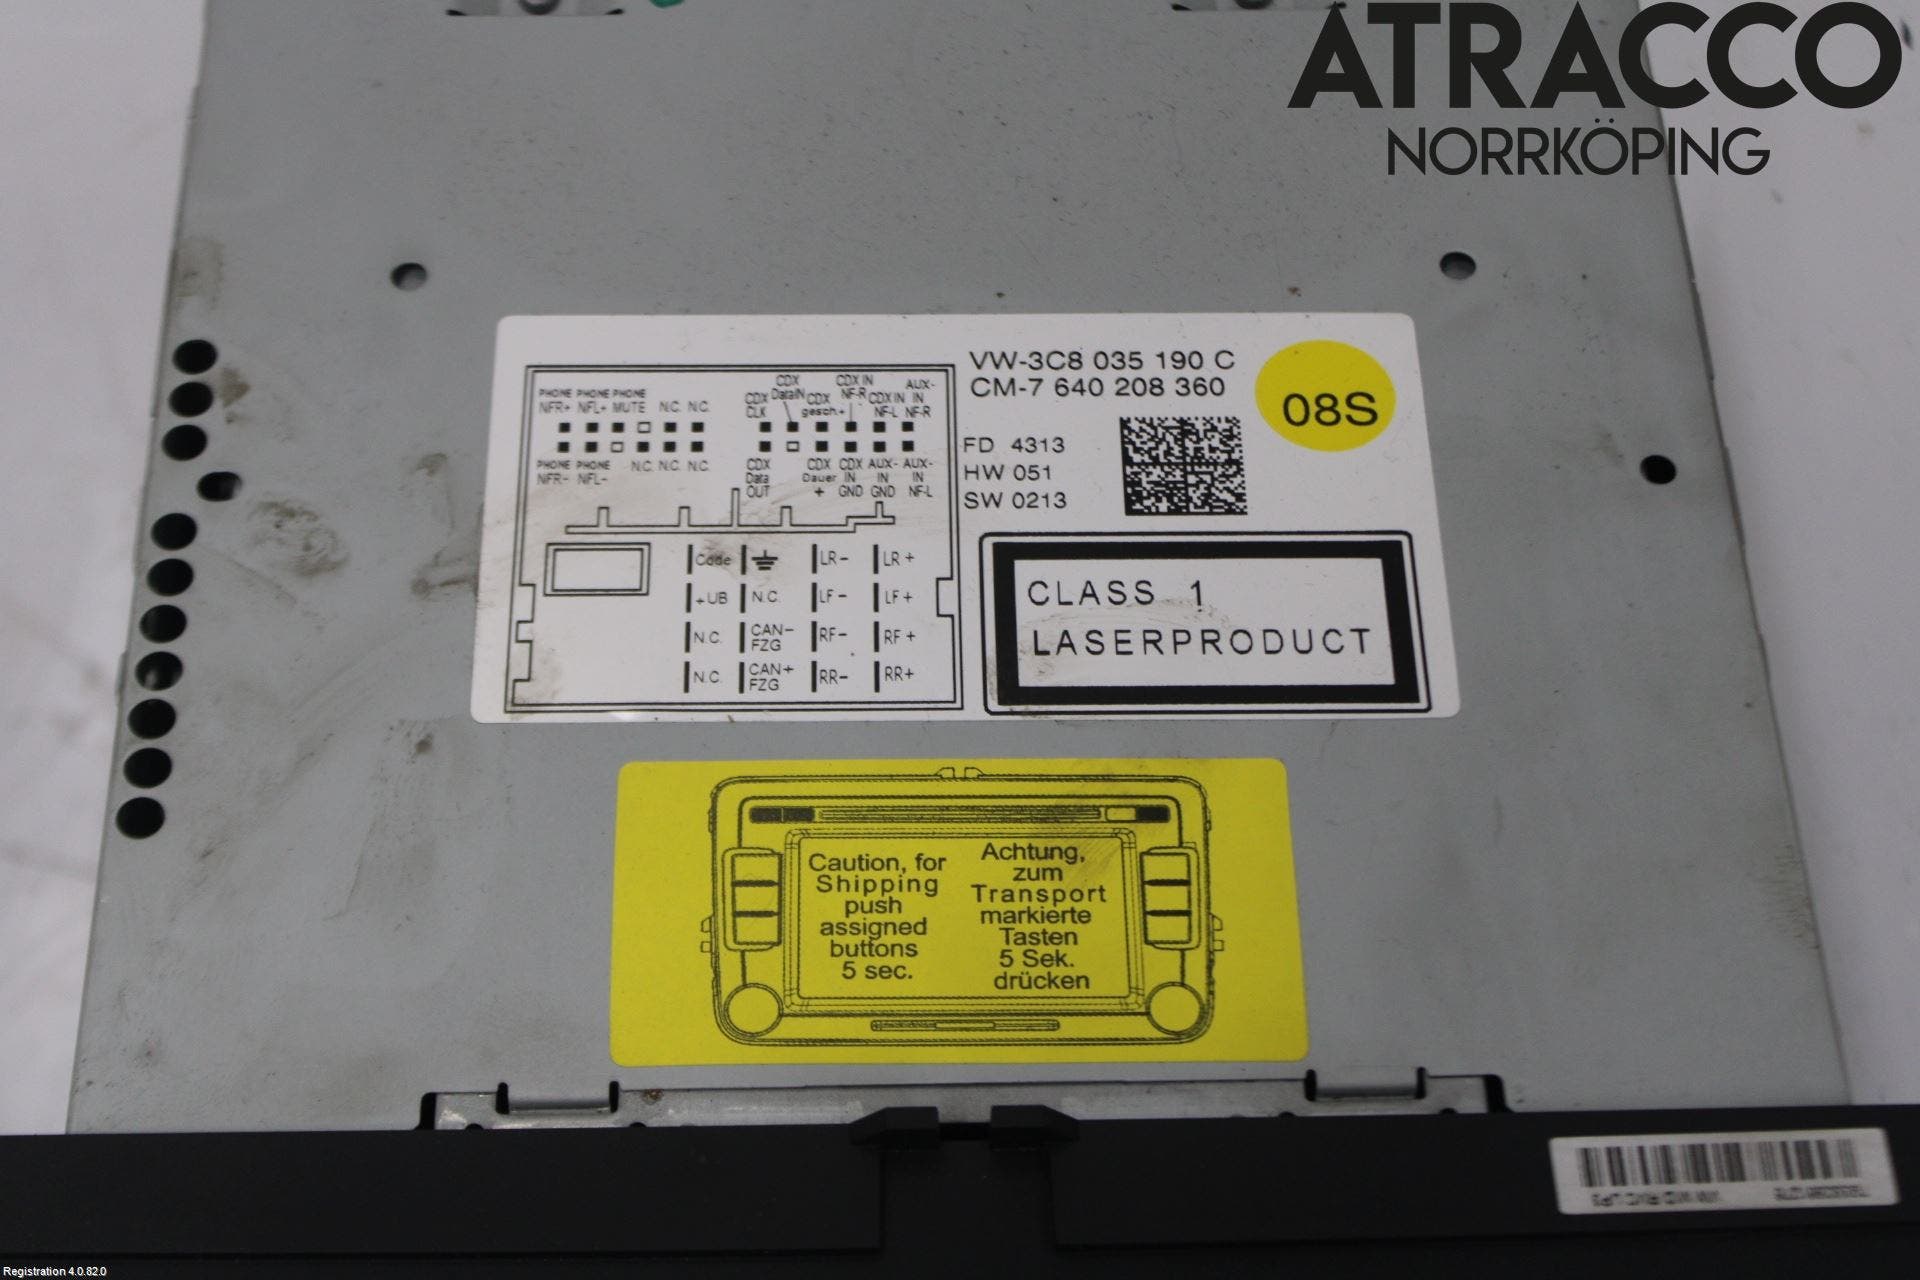 ATRACCO
NORRKÖPING
VW-3C8 035 190 C
CM-7 640 208 360
08S
FD 4313
HW 051
SW 0213
CLASS 1
LASERPRODUCT
PHONE PHONE PHONE
NFR+ NFL+ MUTE N.C. N.C.
PHONE PHONE
NFR- NFL- N.C. N.C. N.C.
CDX CLK
CDX DataIN
CDX gesch.+
CDX IN NF-R
CDX IN NF-L
AUX-IN NF-R
CDX Data OUT
CDX Dauer +
CDX IN GND
AUX-IN GND
AUX-IN NF-L
Code LR- LR+
+UB N.C. LF- LF+
N.C. CAN- FZG RF- RF+
N.C. CAN+ FZG RR- RR+
Caution, for
Shipping
push
assigned
buttons
5 sec.
Achtung,
zum
Transport
markierte
Tasten
5 Sek.
drücken
Registration 4.0.82.0